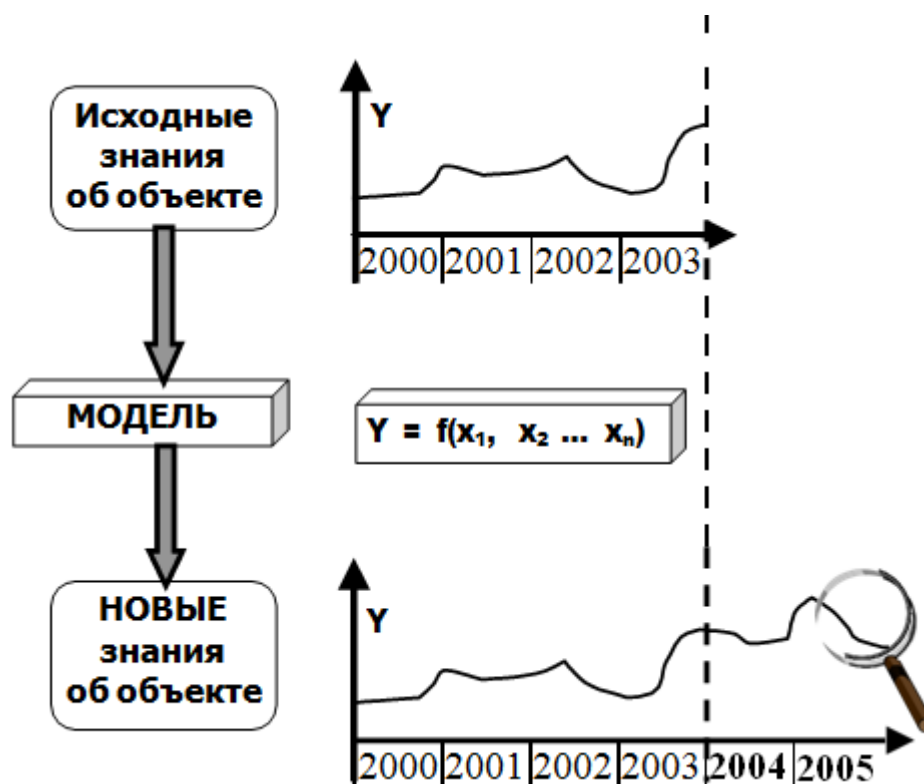 Исходные
знания
об объекте
Y
2000 2001 2002 2003
МОДЕЛЬ
Y = f(x₁, x₂ ... xₙ)
НОВЫЕ
знания
об объекте
Y
2000 2001 2002 2003 2004 2005